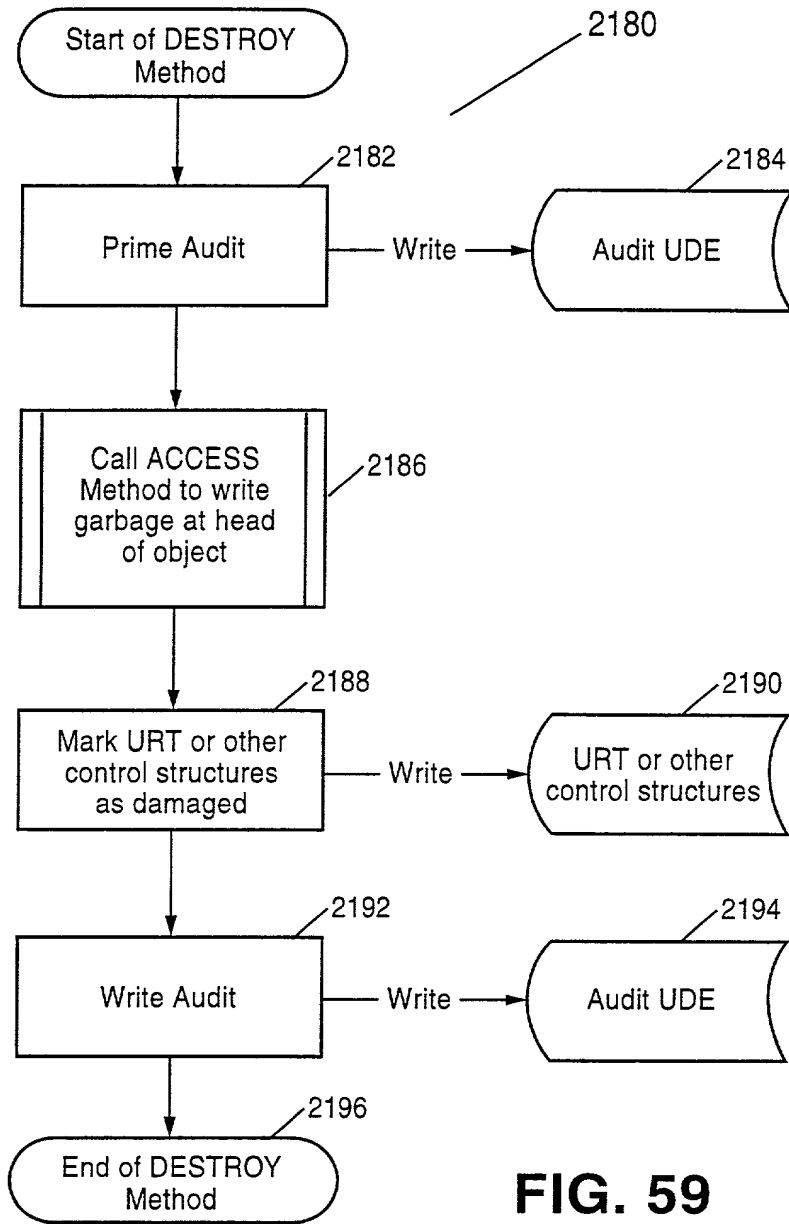 Start of DESTROY
Method
2180
2182
Prime Audit
Write
2184
Audit UDE
Call ACCESS
Method to write
garbage at head
of object
2186
2188
Mark URT or other
control structures
as damaged
Write
2190
URT or other
control structures
2192
Write Audit
Write
2194
Audit UDE
2196
End of DESTROY
Method
FIG. 59